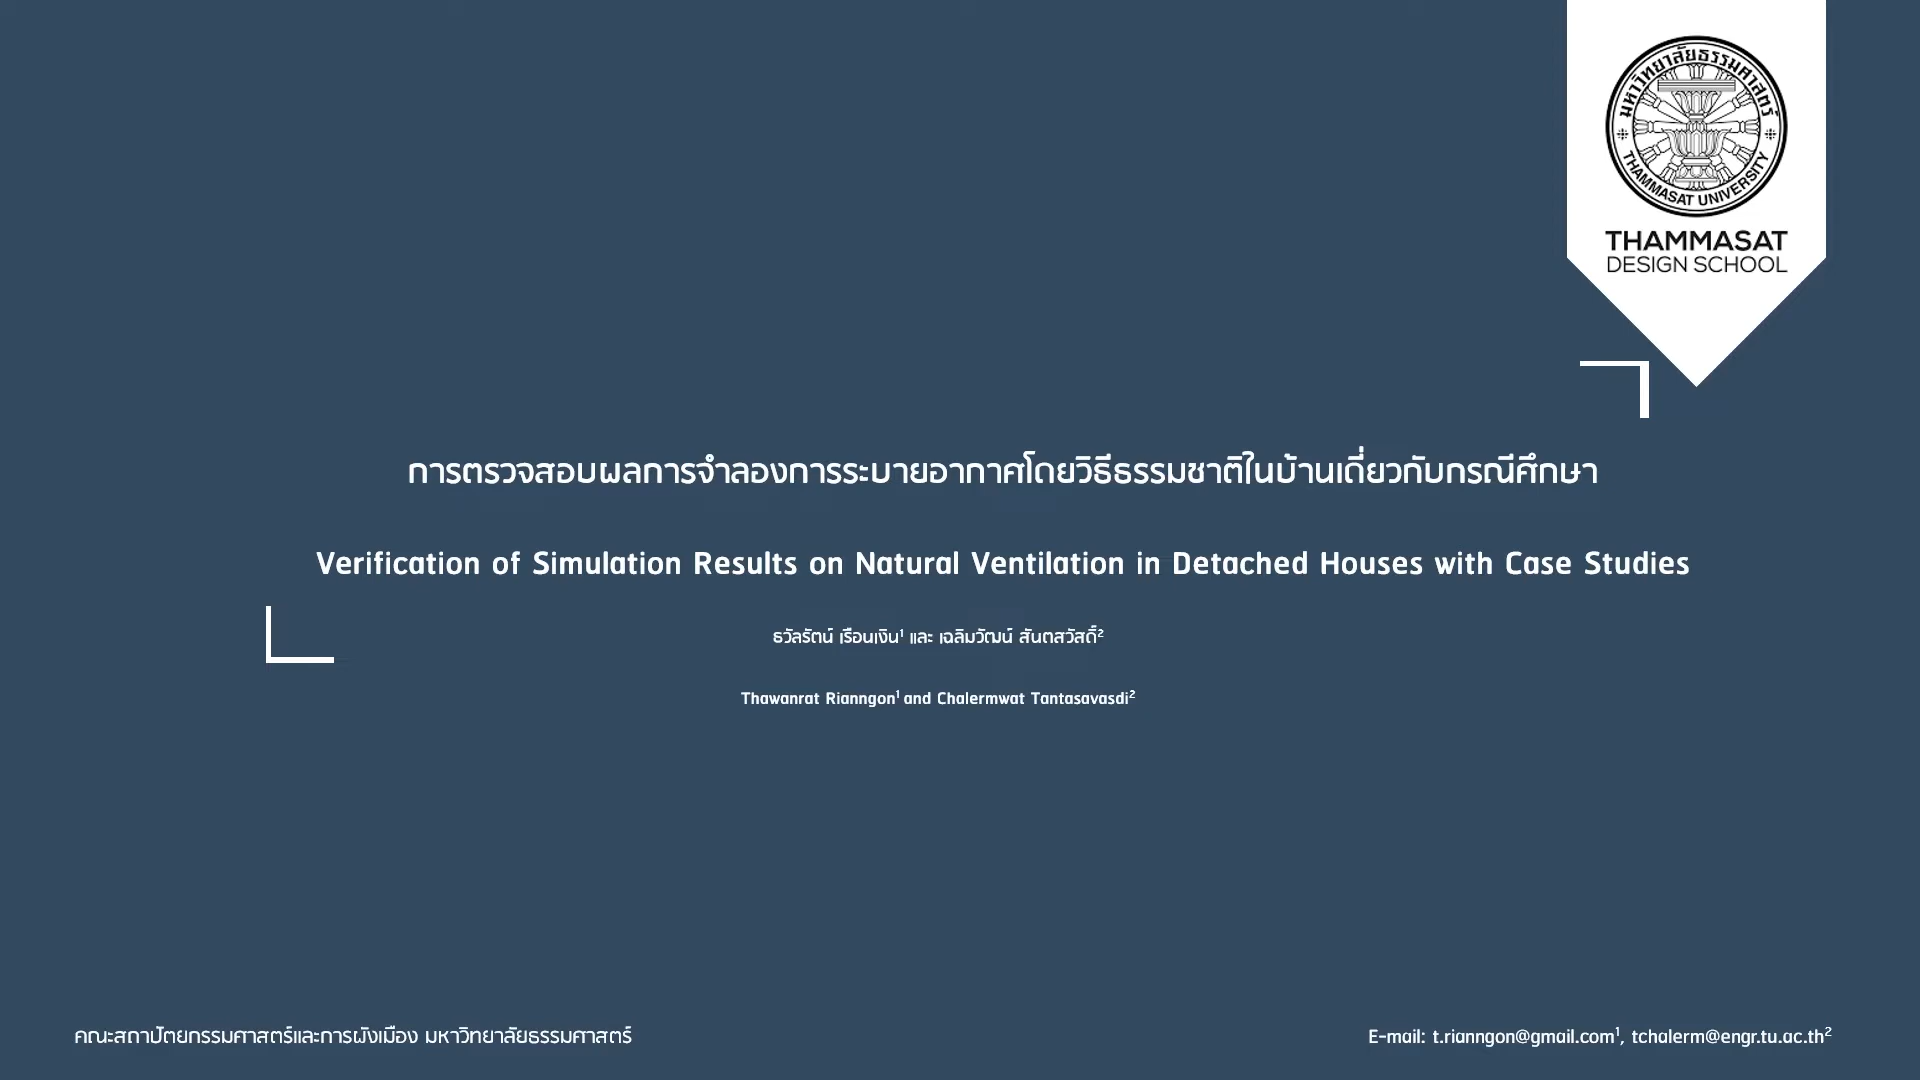 มหาวิทยาลัยธรรมศาสตร์
THAMMASAT UNIVERSITY
THAMMASAT
DESIGN SCHOOL
การตรวจสอบผลการจำลองการระบายอากาศโดยวิธีธรรมชาติในบ้านเดี่ยวกับกรณีศึกษา
Verification of Simulation Results on Natural Ventilation in Detached Houses with Case Studies
ธวัลรัตน์ เรือนเงิน¹ และ เฉลิมวัฒน์ สันตสวัสดิ์²
Thawanrat Rianngon¹ and Chalermwat Tantasavasdi²
คณะสถาปัตยกรรมศาสตร์และการผังเมือง มหาวิทยาลัยธรรมศาสตร์
E-mail: t.rianngon@gmail.com¹, tchalerm@engr.tu.ac.th²